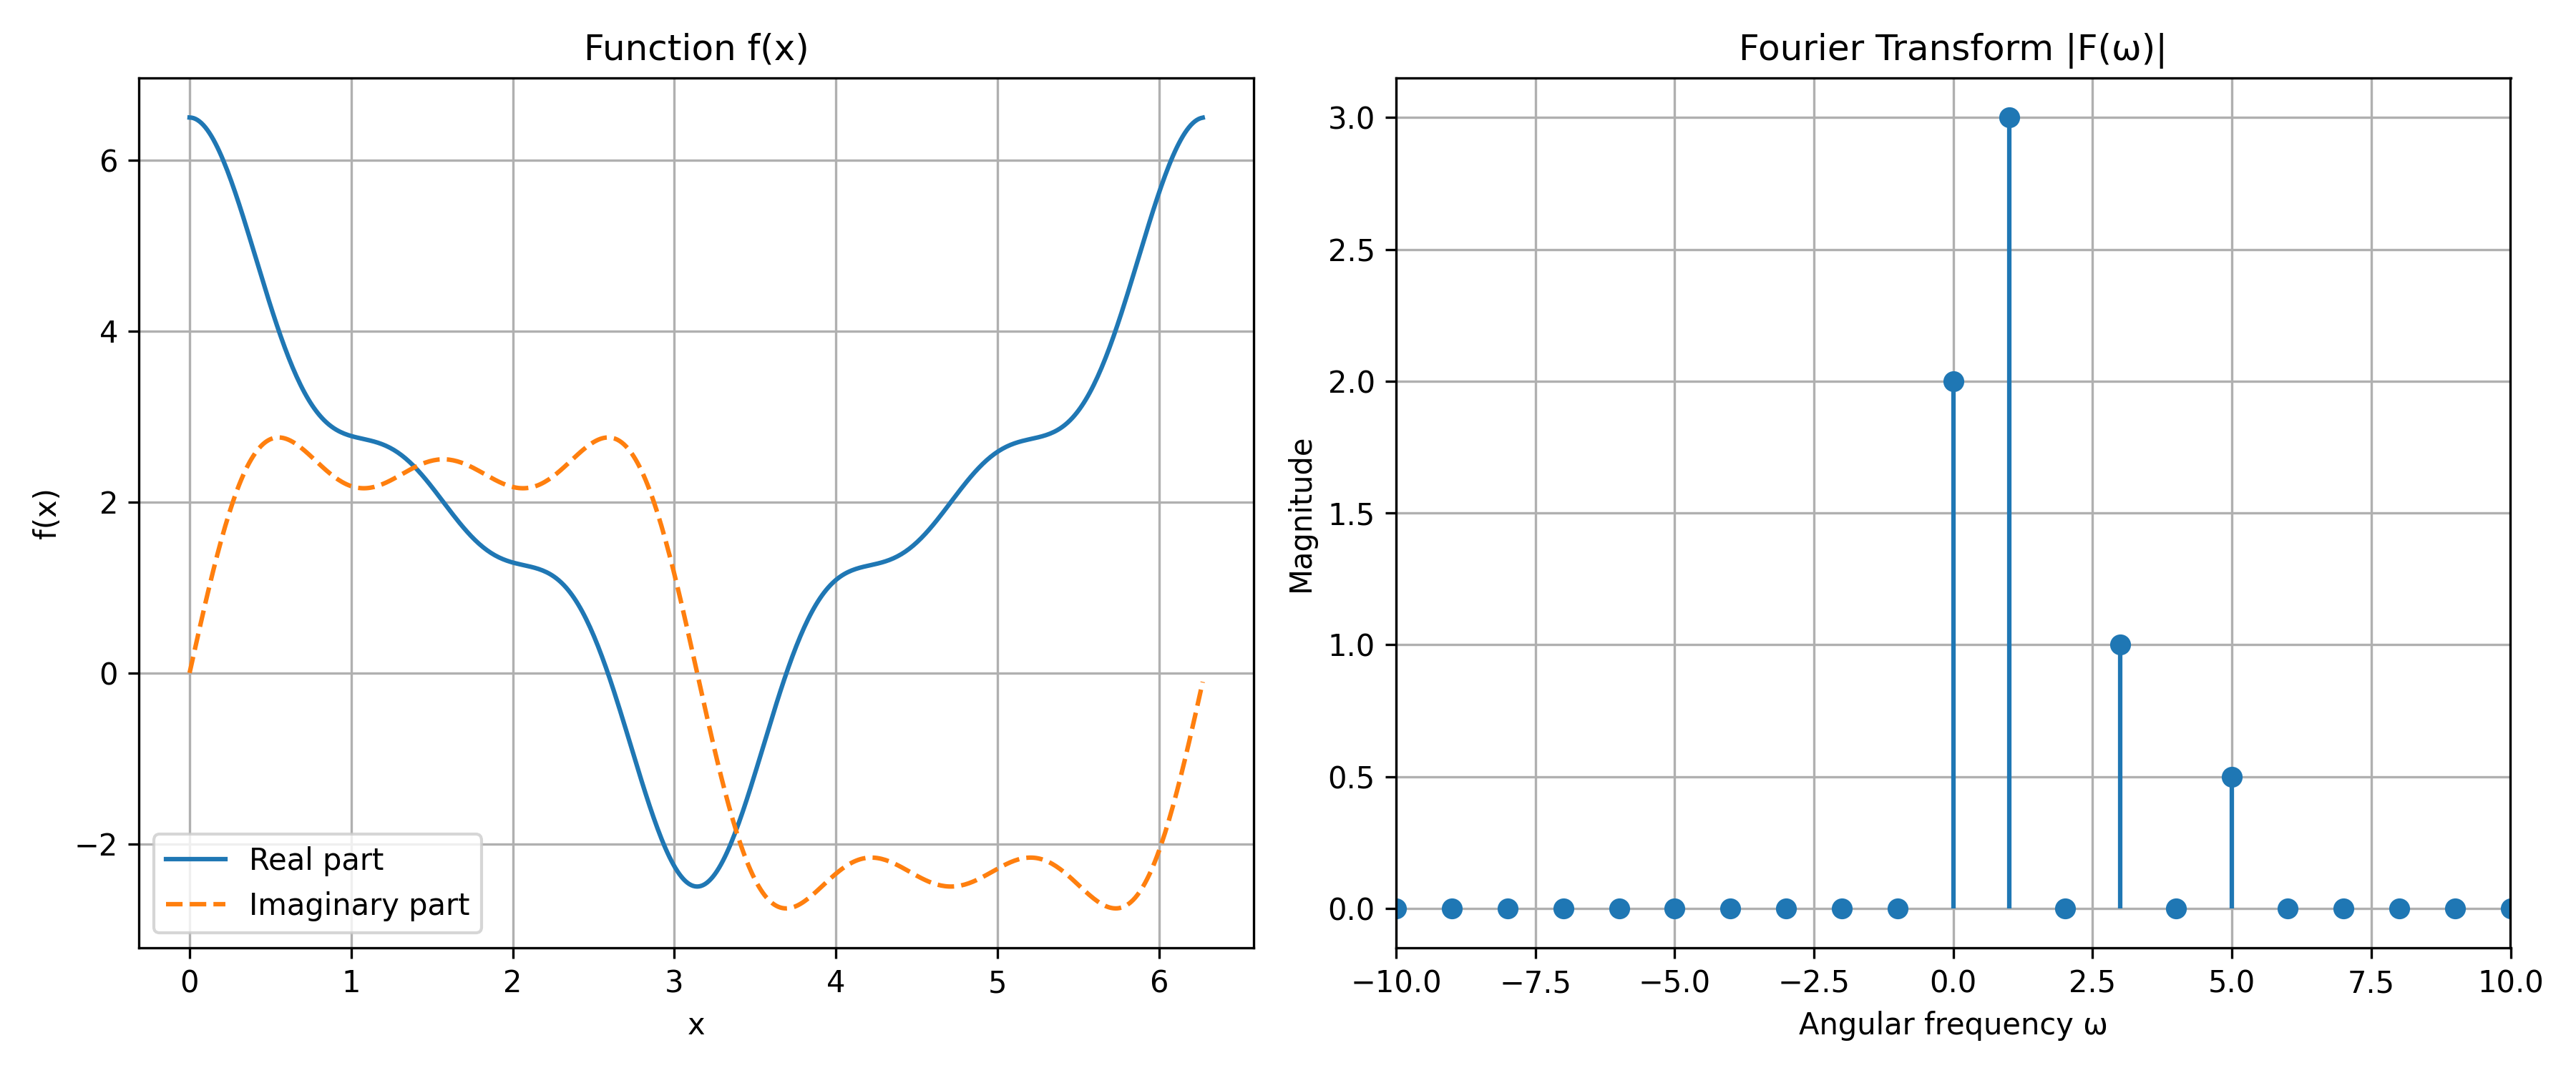 Function f(x)
f(x)
6
4
2
0
−2
Real part
Imaginary part
0 1 2 3 4 5 6
x
Fourier Transform |F(ω)|
Magnitude
3.0
2.5
2.0
1.5
1.0
0.5
0.0
−10.0 −7.5 −5.0 −2.5 0.0 2.5 5.0 7.5 10.0
Angular frequency ω